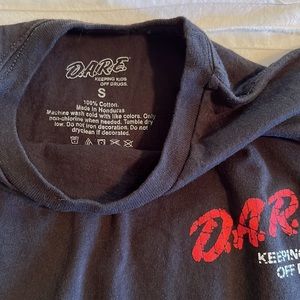 D.A.R.E.
KEEPING KIDS
OFF DRUGS.
S
100% Cotton.
Made in Honduras
Machine wash cold with like colors. Only
non-chlorine when needed. Tumble dry
low. Do not iron decoration. Do not
dryclean if decorated.
D.A.R.
KEEPING
OFF